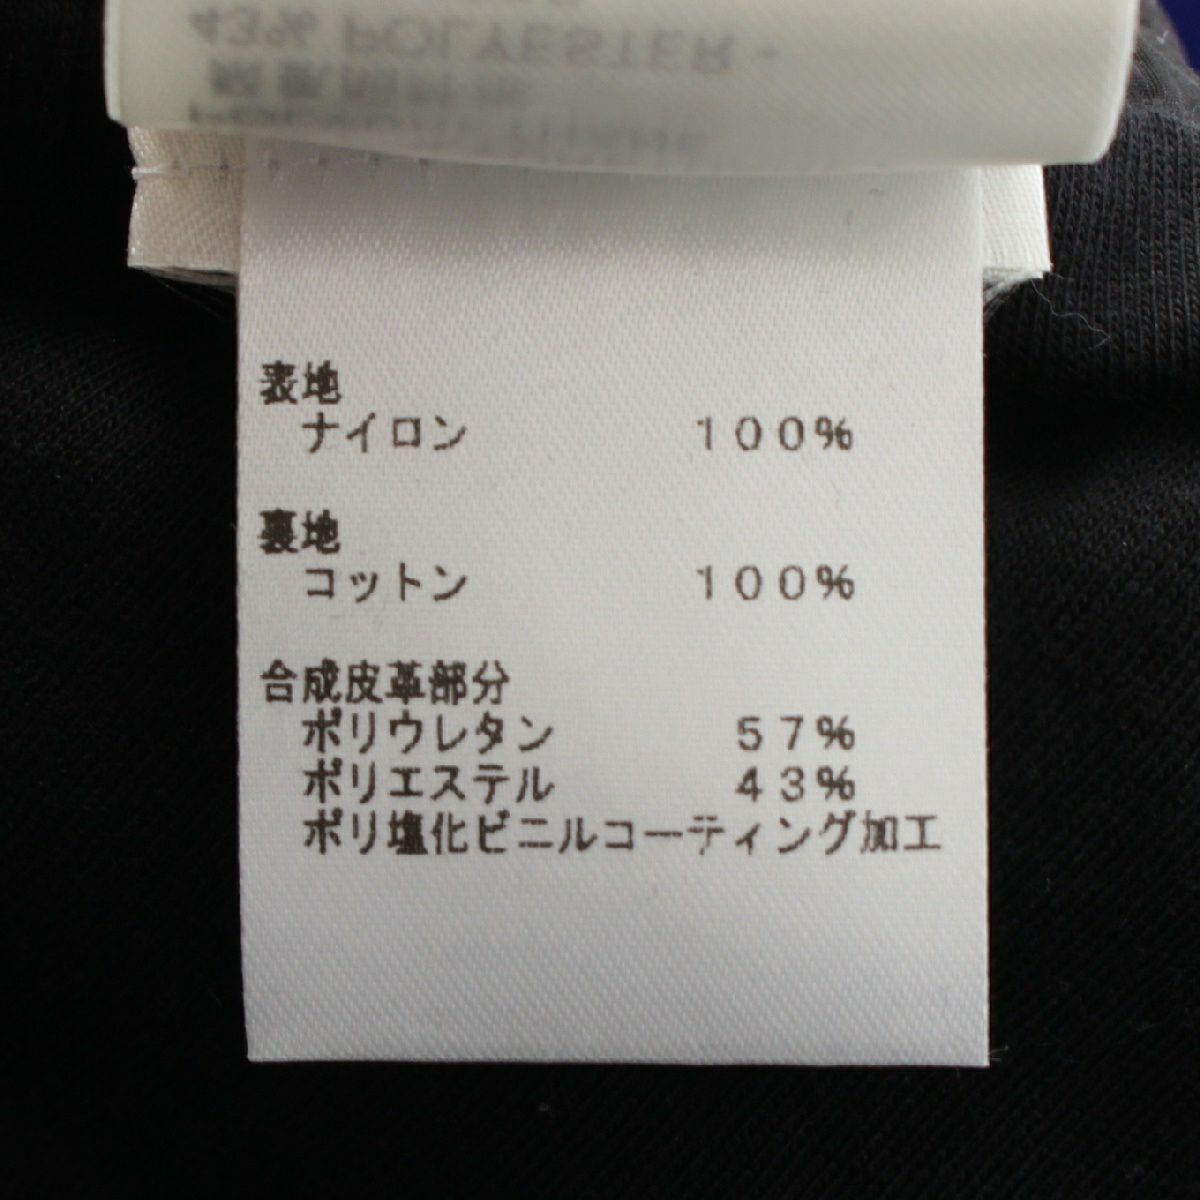 43% POLYESTER -
表地
ナイロン 100%
裏地
コットン 100%
合成皮革部分
ポリウレタン 57%
ポリエステル 43%
ポリ塩化ビニルコーティング加工